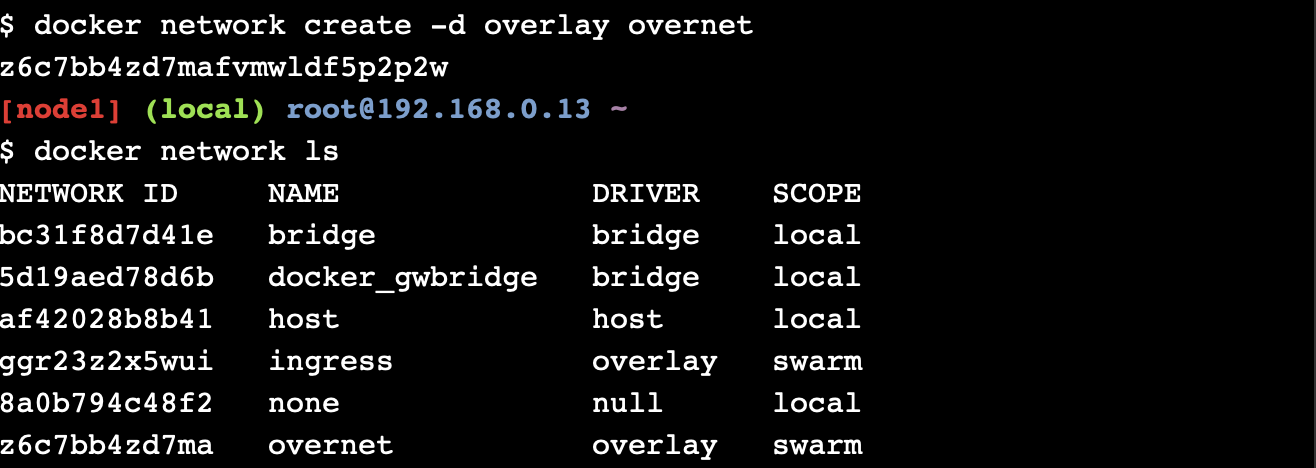 $ docker network create -d overlay overnet
z6c7bb4zd7mafvmwldf5p2p2w
[node1] (local) root@192.168.0.13 ~
$ docker network ls
NETWORK ID     NAME              DRIVER    SCOPE
bc31f8d7d41e   bridge            bridge    local
5d19aed78d6b   docker_gwbridge   bridge    local
af42028b8b41   host              host      local
ggr23z2x5wui   ingress           overlay   swarm
8a0b794c48f2   none              null      local
z6c7bb4zd7ma   overnet           overlay   swarm